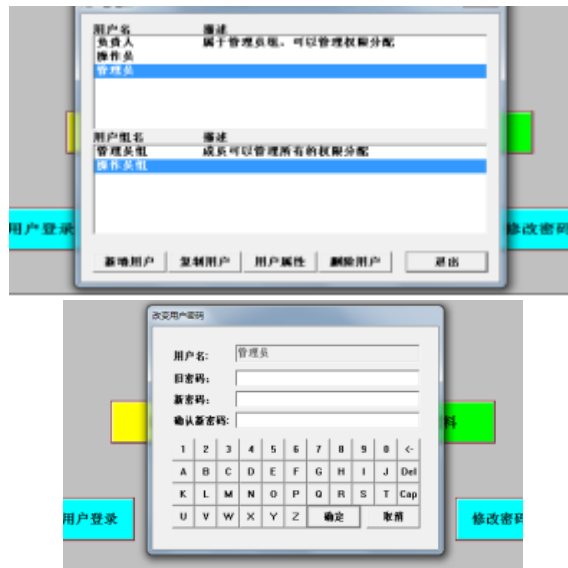 用户名 描述
负责人 属于管理员组，可以管理权限分配
操作员
管理员
用户组名 描述
管理员组 成员可以管理所有的权限分配
操作员组
用户登录
修改密码
新增用户 复制用户 用户属性 删除用户 退出
改变用户密码
用户名: 管理员
旧密码:
新密码:
确认新密码:
料
1 2 3 4 5 6 7 8 9 0 <-
A B C D E F G H I J Del
K L M N O P Q R S T Cap
U V W X Y Z 确定 取消
用户登录
修改密码